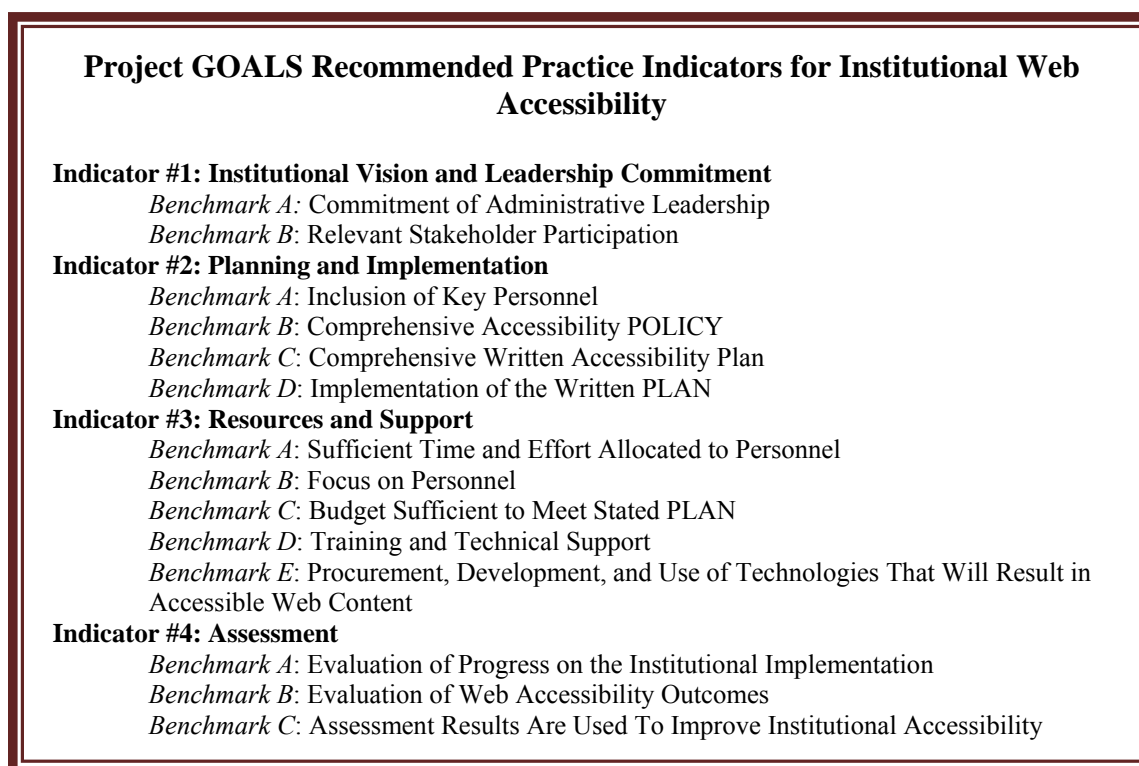 Project GOALS Recommended Practice Indicators for Institutional Web
Accessibility
Indicator #1: Institutional Vision and Leadership Commitment
Benchmark A: Commitment of Administrative Leadership
Benchmark B: Relevant Stakeholder Participation
Indicator #2: Planning and Implementation
Benchmark A: Inclusion of Key Personnel
Benchmark B: Comprehensive Accessibility POLICY
Benchmark C: Comprehensive Written Accessibility Plan
Benchmark D: Implementation of the Written PLAN
Indicator #3: Resources and Support
Benchmark A: Sufficient Time and Effort Allocated to Personnel
Benchmark B: Focus on Personnel
Benchmark C: Budget Sufficient to Meet Stated PLAN
Benchmark D: Training and Technical Support
Benchmark E: Procurement, Development, and Use of Technologies That Will Result in
Accessible Web Content
Indicator #4: Assessment
Benchmark A: Evaluation of Progress on the Institutional Implementation
Benchmark B: Evaluation of Web Accessibility Outcomes
Benchmark C: Assessment Results Are Used To Improve Institutional Accessibility